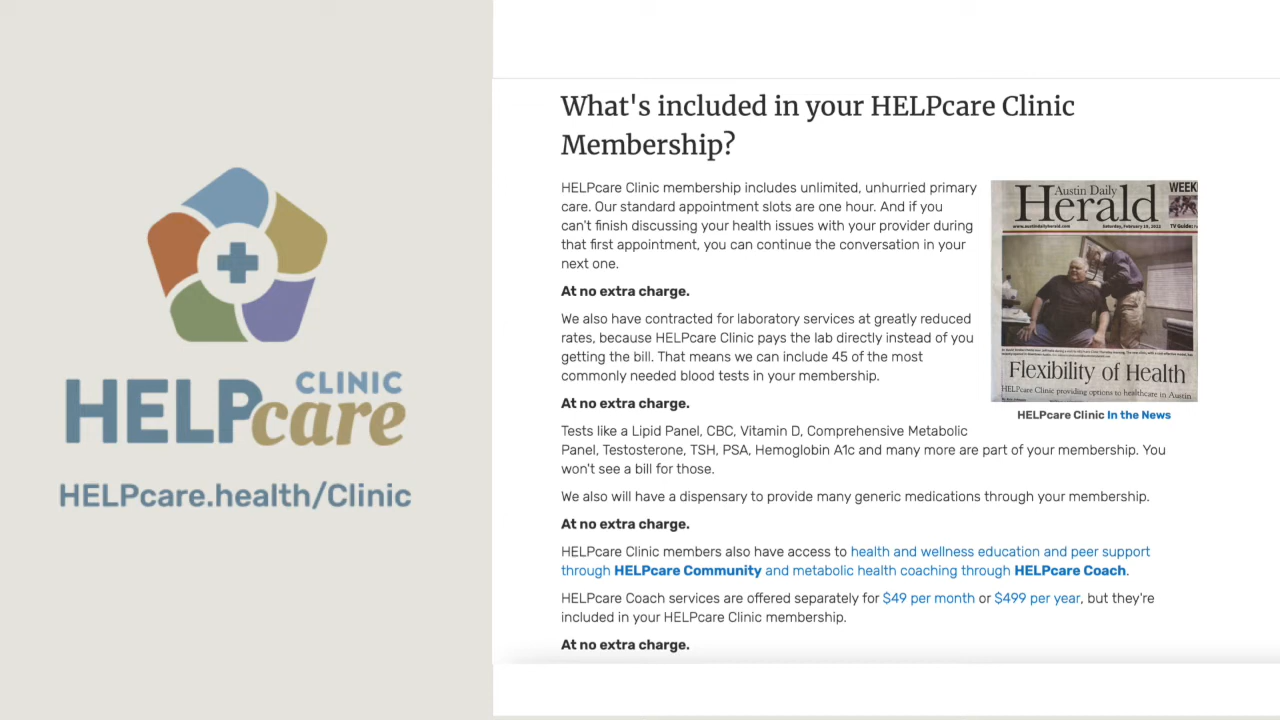 CLINIC
HELPcare
HELPcare.health/Clinic
What's included in your HELPcare Clinic
Membership?
HELPcare Clinic membership includes unlimited, unhurried primary
care. Our standard appointment slots are one hour. And if you
can't finish discussing your health issues with your provider during
that first appointment, you can continue the conversation in your
next one.
At no extra charge.
We also have contracted for laboratory services at greatly reduced
rates, because HELPcare Clinic pays the lab directly instead of you
getting the bill. That means we can include 45 of the most
commonly needed blood tests in your membership.
At no extra charge.
Tests like a Lipid Panel, CBC, Vitamin D, Comprehensive Metabolic
Panel, Testosterone, TSH, PSA, Hemoglobin A1c and many more are part of your membership. You
won't see a bill for those.
We also will have a dispensary to provide many generic medications through your membership.
At no extra charge.
HELPcare Clinic members also have access to health and wellness education and peer support
through HELPcare Community and metabolic health coaching through HELPcare Coach.
HELPcare Coach services are offered separately for $49 per month or $499 per year, but they're
included in your HELPcare Clinic membership.
At no extra charge.
Austin Daily
Herald
WEEK
www.austindailyherald.com
TV Guide:
Flexibility of Health
HELPcare Clinic providing options to healthcare in Austin
HELPcare Clinic In the News